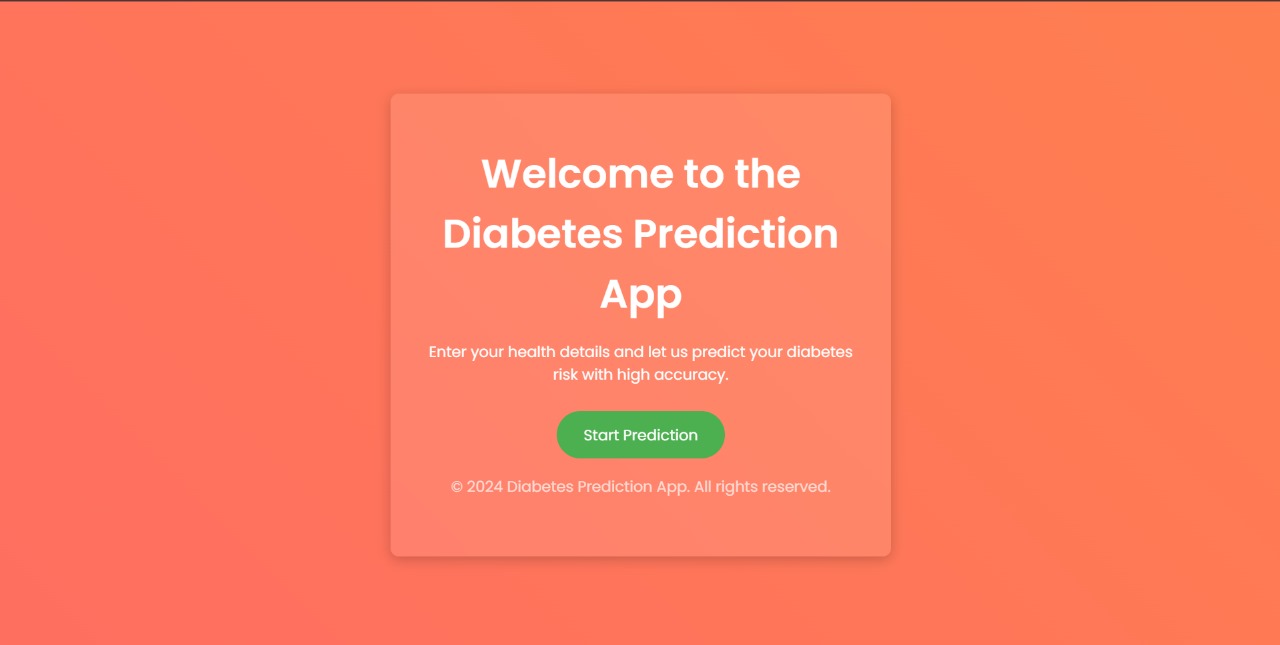 Welcome to the
Diabetes Prediction
App
Enter your health details and let us predict your diabetes
risk with high accuracy.
Start Prediction
© 2024 Diabetes Prediction App. All rights reserved.